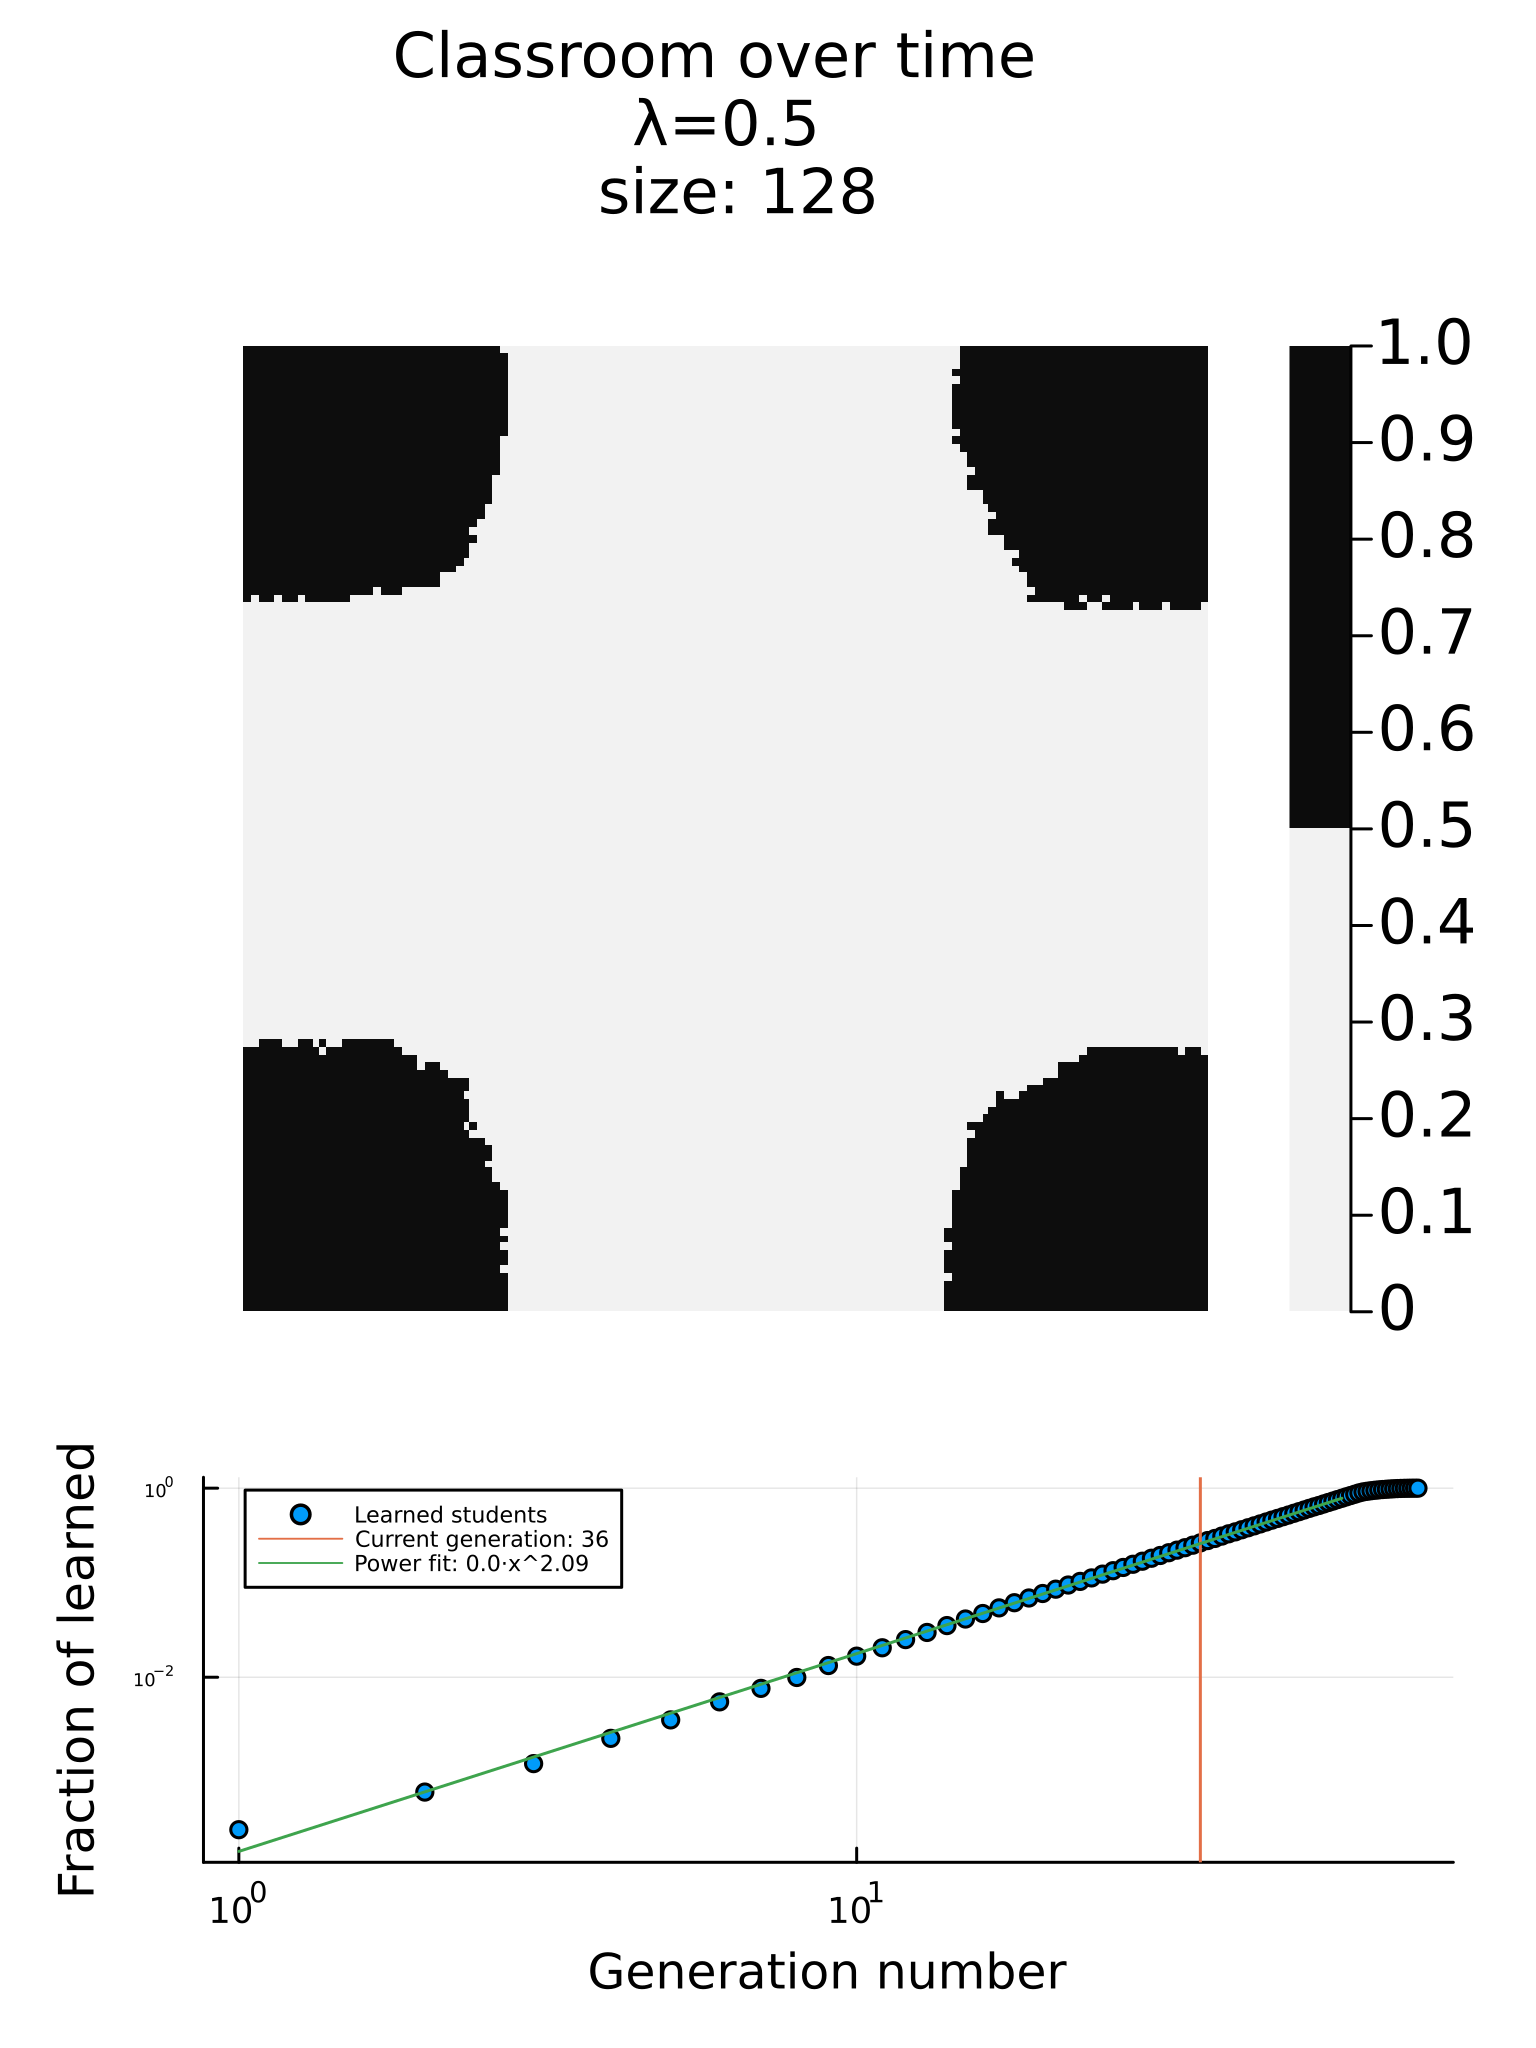 Classroom over time
λ=0.5
size: 128
1.0
0.9
0.8
0.7
0.6
0.5
0.4
0.3
0.2
0.1
0
Fraction of learned
10^0
10^−2
Learned students
Current generation: 36
Power fit: 0.0·x^2.09
10^0
10^1
Generation number